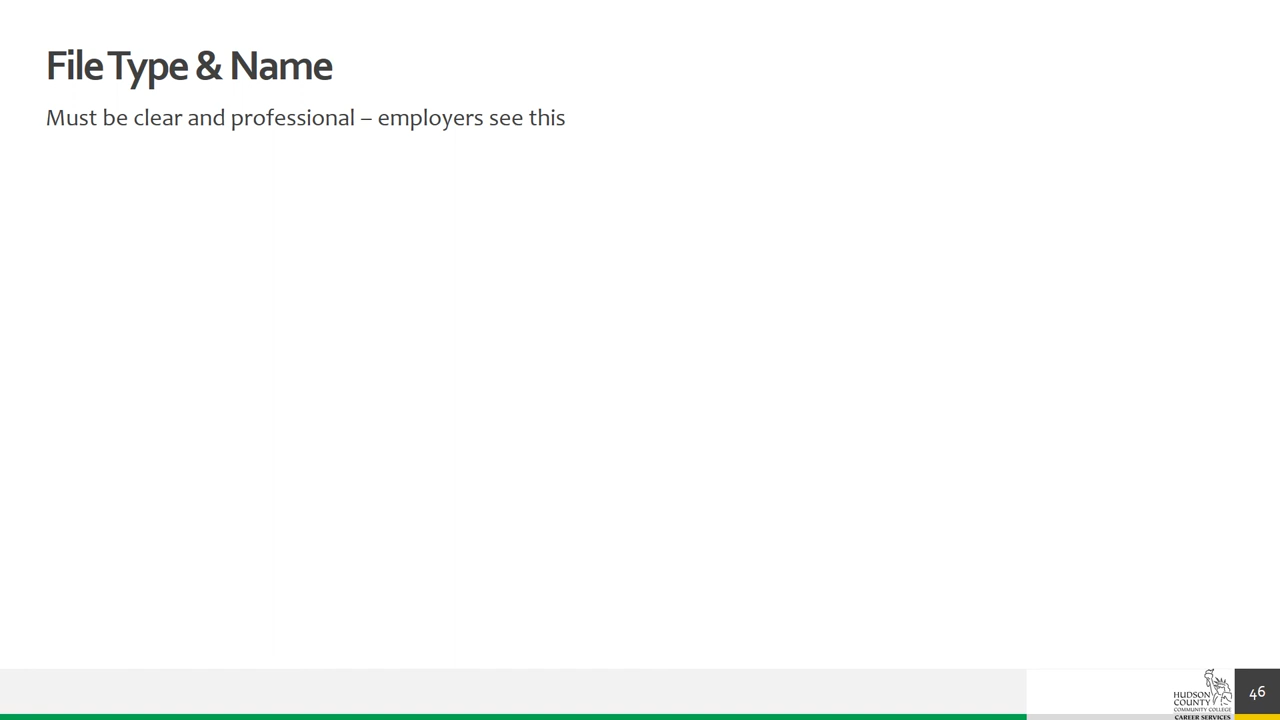 File Type & Name
Must be clear and professional – employers see this
HUDSON
COUNTY
COMMUNITY COLLEGE
CAREER SERVICES
46